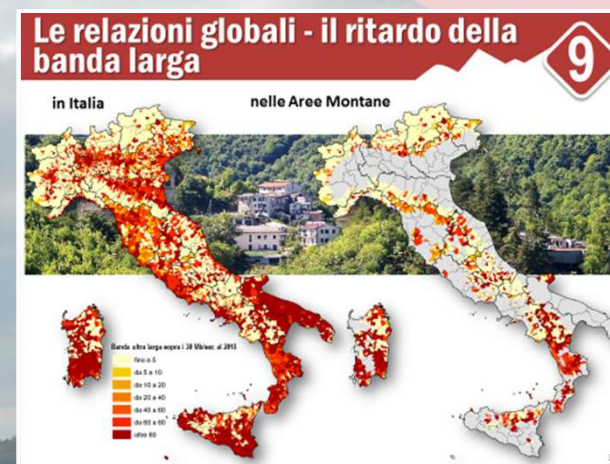 Le relazioni globali - il ritardo della
banda larga
9
in Italia
nelle Aree Montane
Banda ultra larga sopra i 30 Mb/sec al 2018
fino a 5
da 5 a 10
da 10 a 20
da 20 a 40
da 40 a 60
da 60 a 80
oltre 80